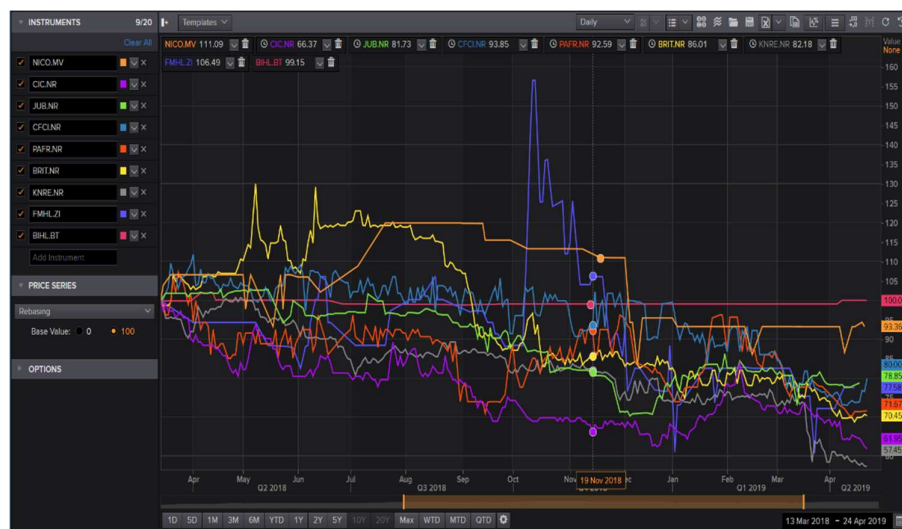 INSTRUMENTS 9/20
Clear All
NICO.MV
CIC.NR
JUB.NR
CFCI.NR
PAFR.NR
BRIT.NR
KNRE.NR
FMHL.ZI
BIHL.BT
Add Instrument
PRICE SERIES
Rebasing
Base Value: 0 100
OPTIONS
Templates Daily
NICO.MV 111.09 CIC.NR 66.37 JUB.NR 81.73 CFCI.NR 93.85 PAFR.NR 92.59 BRIT.NR 86.01 KNRE.NR 82.18
FMHL.ZI 106.49 BIHL.BT 99.15
Value
None
160
155
150
145
140
135
130
125
120
115
110
105
100.0
95
93.36
90
85
80.00
78.85
77.58
75
71.67
70.45
61.95
57.45
Apr May Jun Jul Aug Sep Oct Nov 19 Nov 2018 Jan Feb Mar Apr
Q2 2018 Q3 2018 Q1 2019 Q2 2019
1D 5D 1M 3M 6M YTD 1Y 2Y 5Y 10Y 20Y Max WTD MTD QTD
13 Mar 2018 – 24 Apr 2019